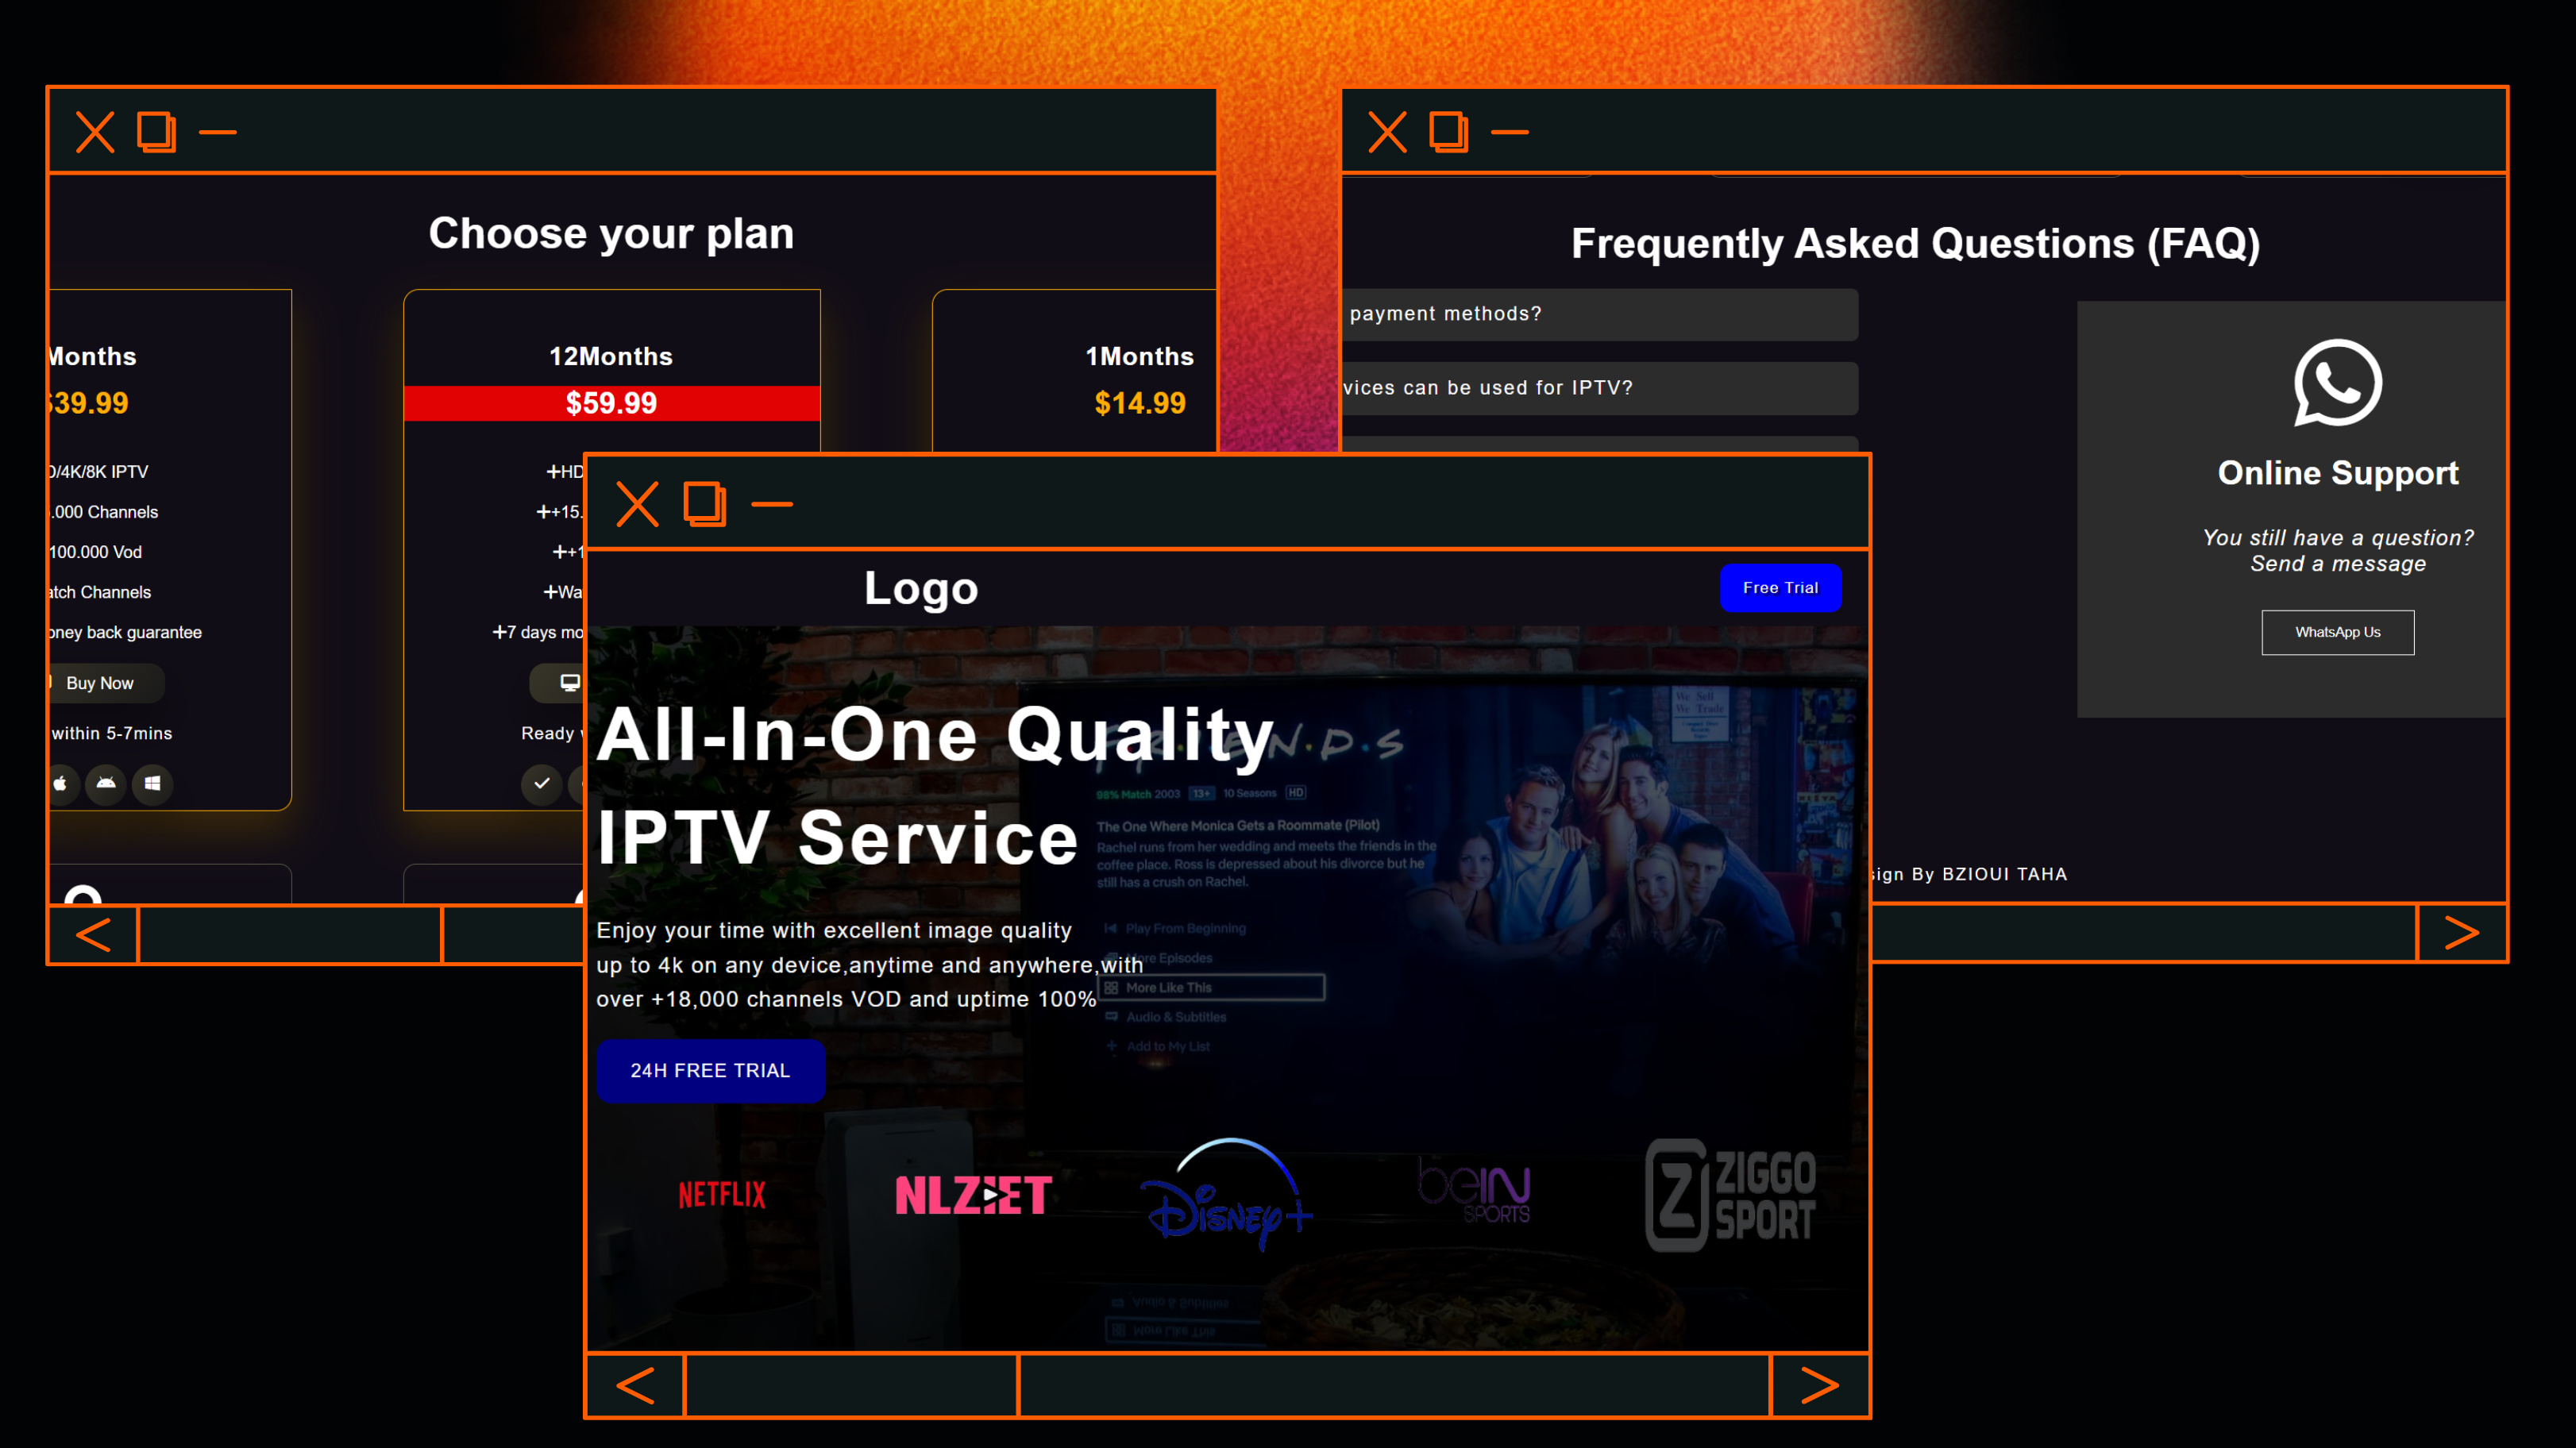 Choose your plan
Months
$39.99
/4K/8K IPTV
.000 Channels
100.000 Vod
tch Channels
ney back guarantee
Buy Now
within 5-7mins
12Months
$59.99
+HD
++15.
++1
+Wa
+7 days mo
Ready
1Months
$14.99
Frequently Asked Questions (FAQ)
payment methods?
vices can be used for IPTV?
Online Support
You still have a question?
Send a message
WhatsApp Us
sign By BZIOUI TAHA
Logo
Free Trial
All-In-One Quality
IPTV Service
Enjoy your time with excellent image quality
up to 4k on any device,anytime and anywhere,with
over +18,000 channels VOD and uptime 100%
24H FREE TRIAL
F·R·I·E·N·D·S
98% Match 2003 13+ 10 Seasons HD
The One Where Monica Gets a Roommate (Pilot)
Rachel runs from her wedding and meets the friends in the
coffee place. Ross is depressed about his divorce but he
still has a crush on Rachel.
Play From Beginning
More Episodes
More Like This
Audio & Subtitles
Add to My List
We Sell
We Trade
NETFLIX
NLZIET
Disney+
beIN
SPORTS
ZIGGO
SPORT